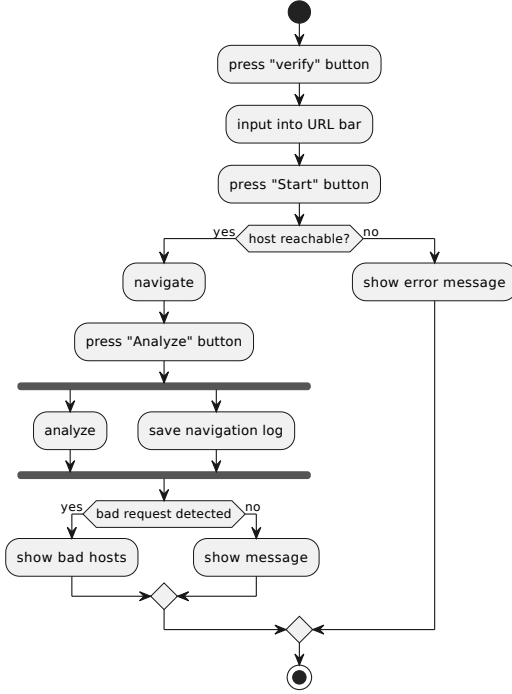 press "verify" button
input into URL bar
press "Start" button
yes
host reachable?
no
navigate
show error message
press "Analyze" button
analyze
save navigation log
yes
bad request detected
no
show bad hosts
show message